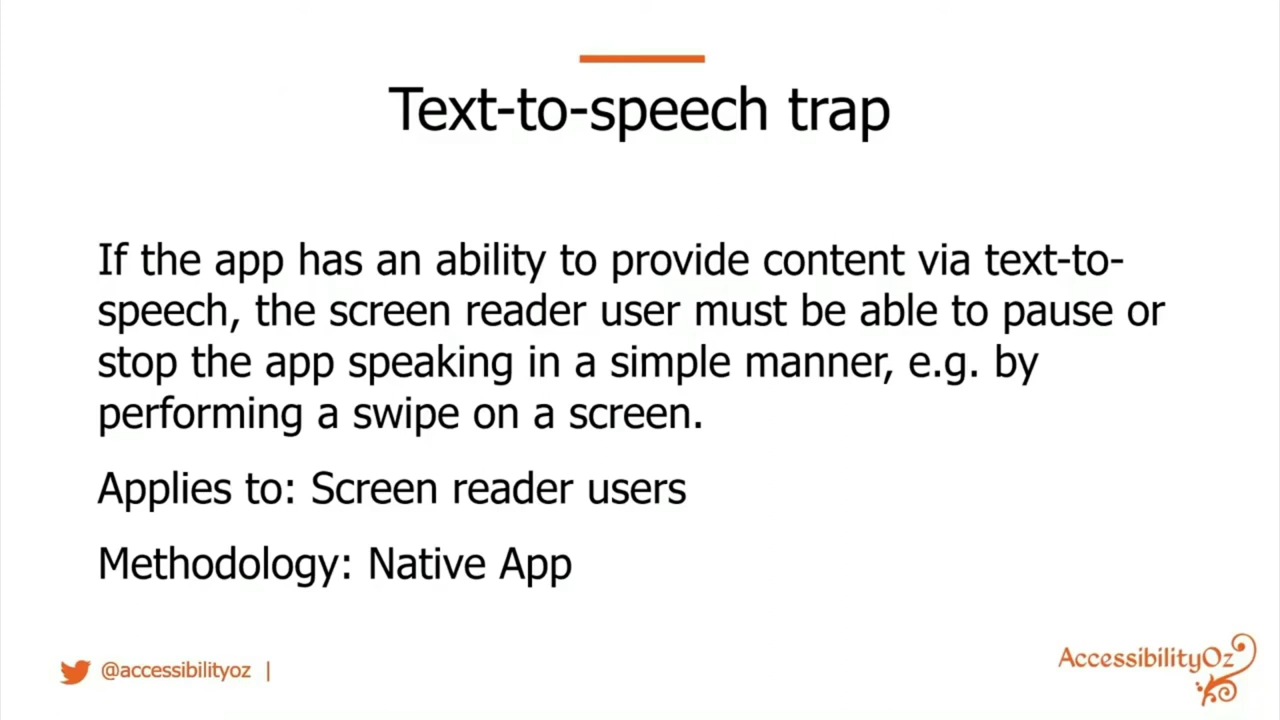 Text-to-speech trap
If the app has an ability to provide content via text-to-
speech, the screen reader user must be able to pause or
stop the app speaking in a simple manner, e.g. by
performing a swipe on a screen.
Applies to: Screen reader users
Methodology: Native App
@accessibilityoz |
AccessibilityOz